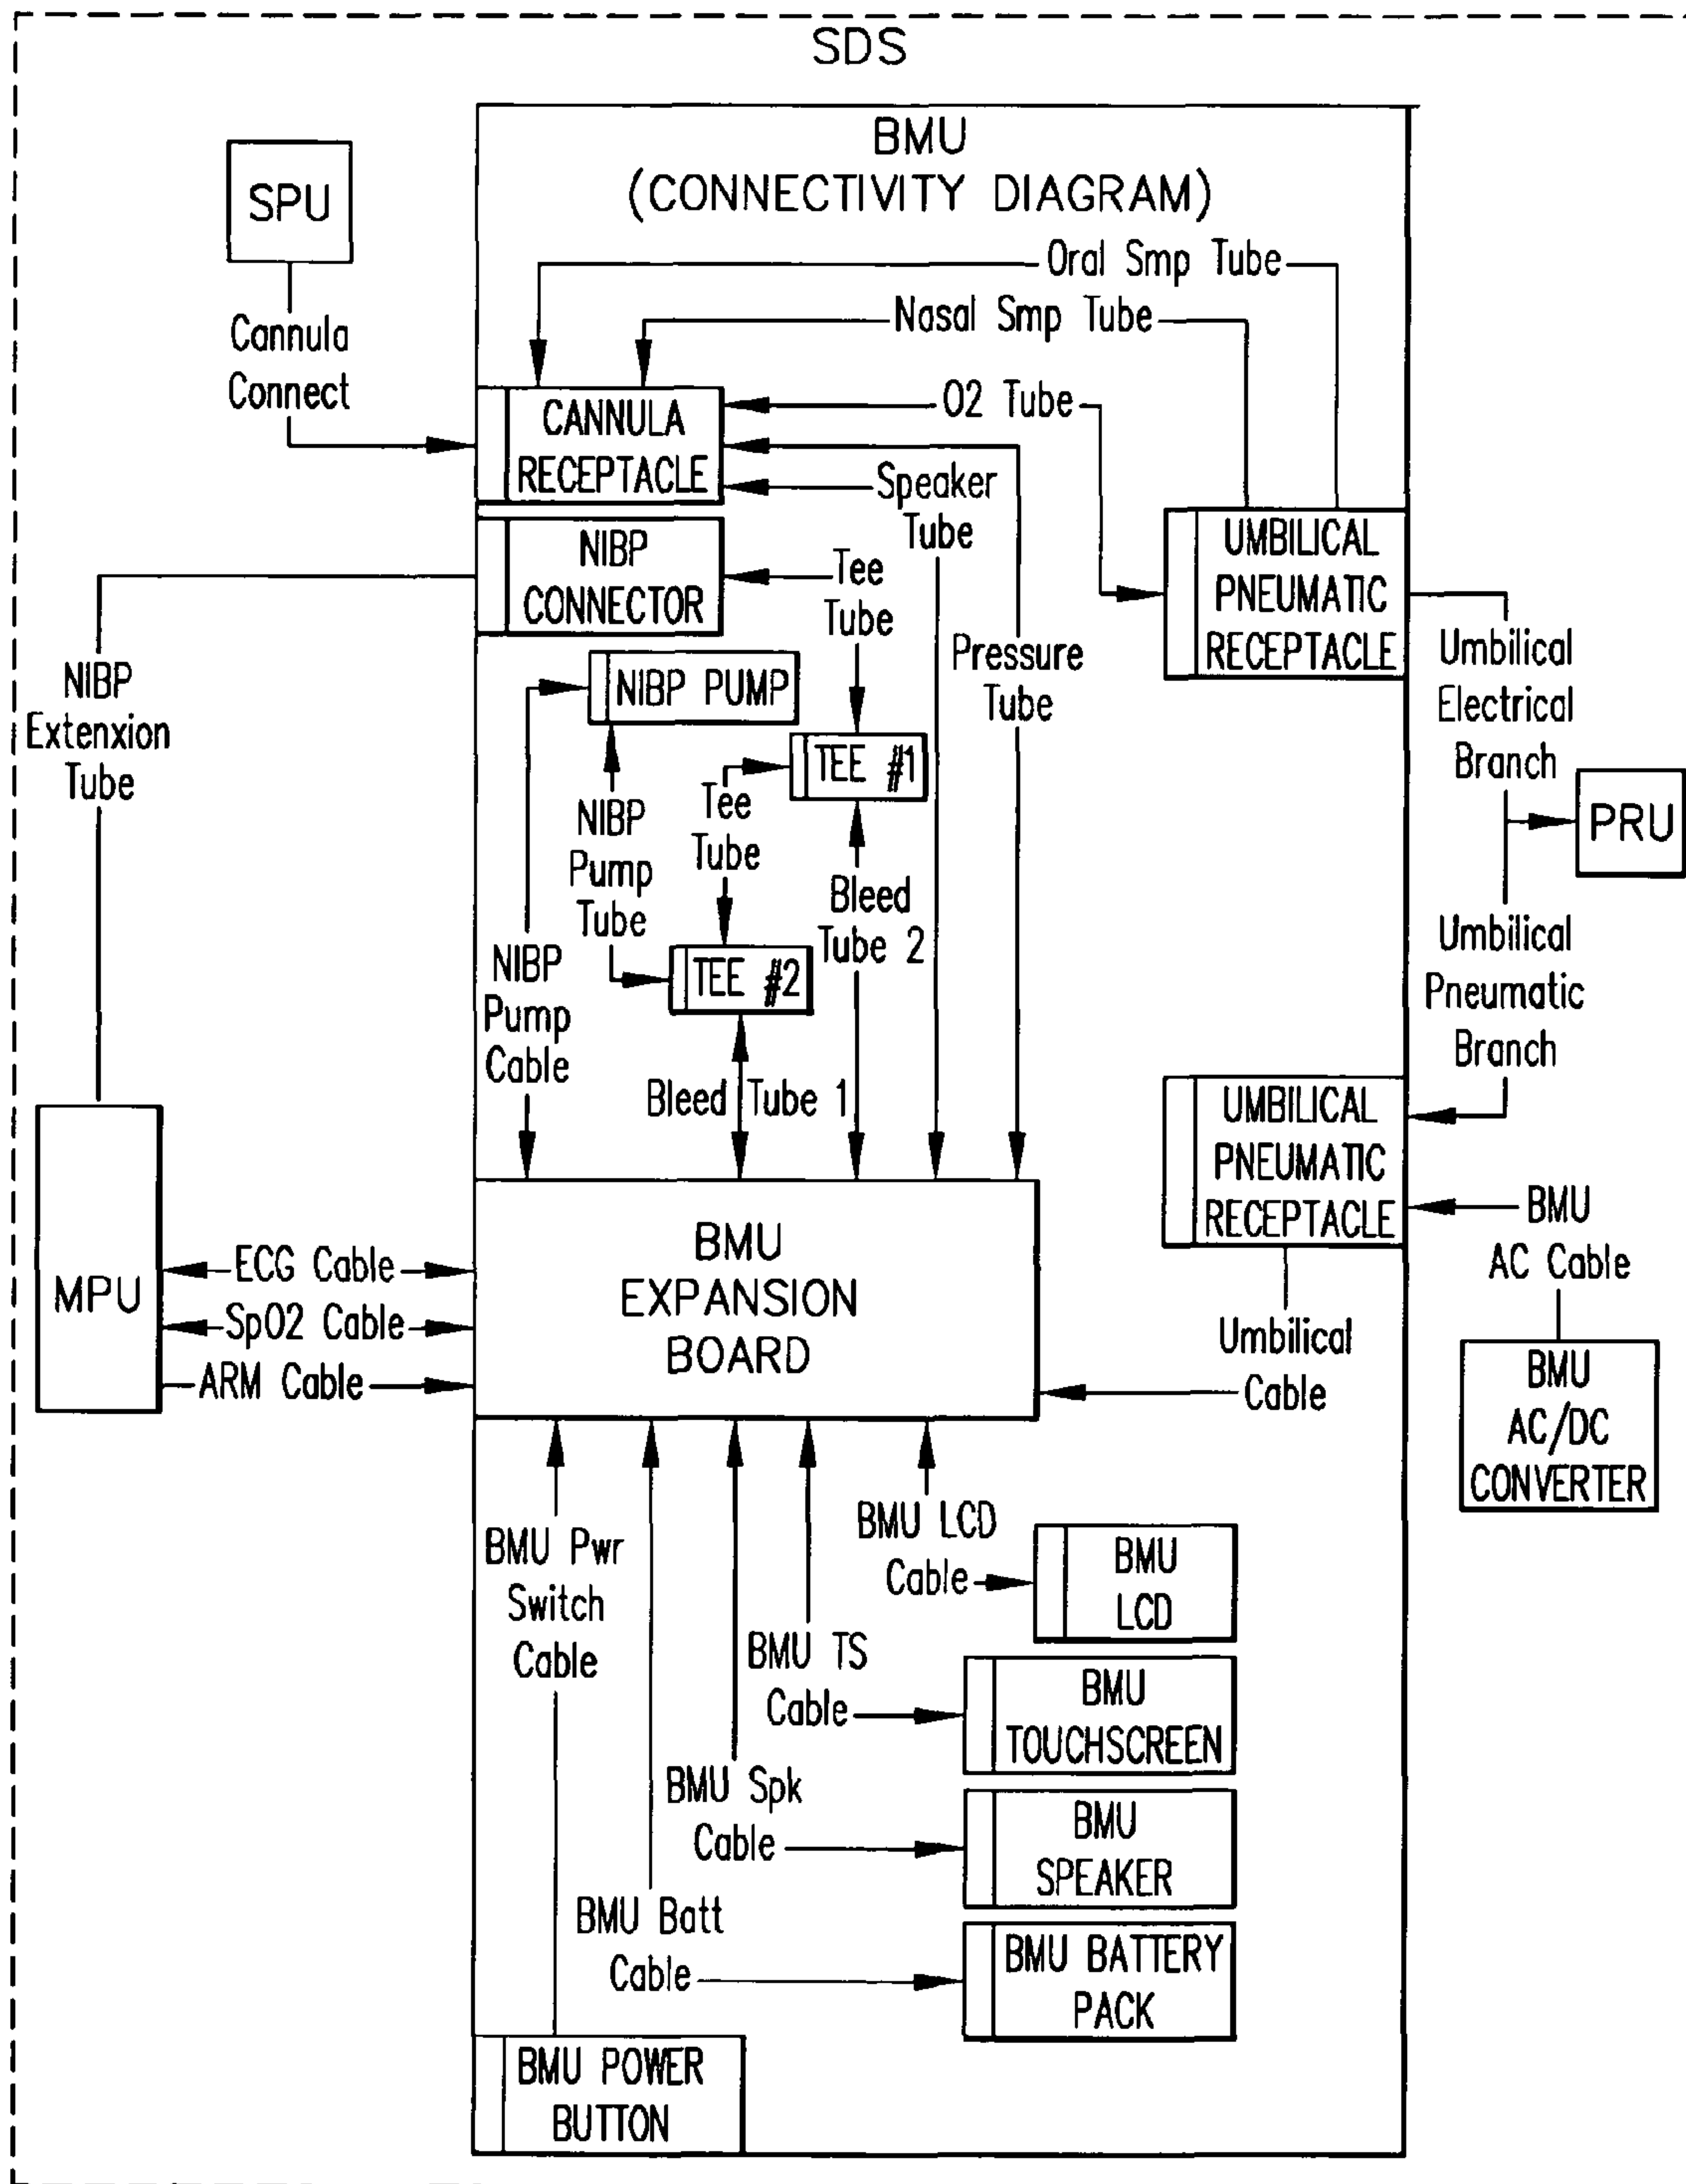 SDS
BMU
(CONNECTIVITY DIAGRAM)
SPU
Cannula
Connect
Oral Smp Tube
Nasal Smp Tube
O2 Tube
CANNULA
RECEPTACLE
Speaker
Tube
NIBP
CONNECTOR
Tee
Tube
UMBILICAL
PNEUMATIC
RECEPTACLE
Pressure
Tube
NIBP
Extenxion
Tube
NIBP PUMP
TEE #1
Tee
Tube
NIBP
Pump
Tube
Bleed
Tube 2
TEE #2
NIBP
Pump
Cable
Bleed Tube 1
Umbilical
Electrical
Branch
PRU
Umbilical
Pneumatic
Branch
UMBILICAL
PNEUMATIC
RECEPTACLE
BMU
AC Cable
BMU
AC/DC
CONVERTER
MPU
ECG Cable
SpO2 Cable
ARM Cable
BMU
EXPANSION
BOARD
Umbilical
Cable
BMU Pwr
Switch
Cable
BMU LCD
Cable
BMU
LCD
BMU TS
Cable
BMU
TOUCHSCREEN
BMU Spk
Cable
BMU
SPEAKER
BMU Batt
Cable
BMU BATTERY
PACK
BMU POWER
BUTTON